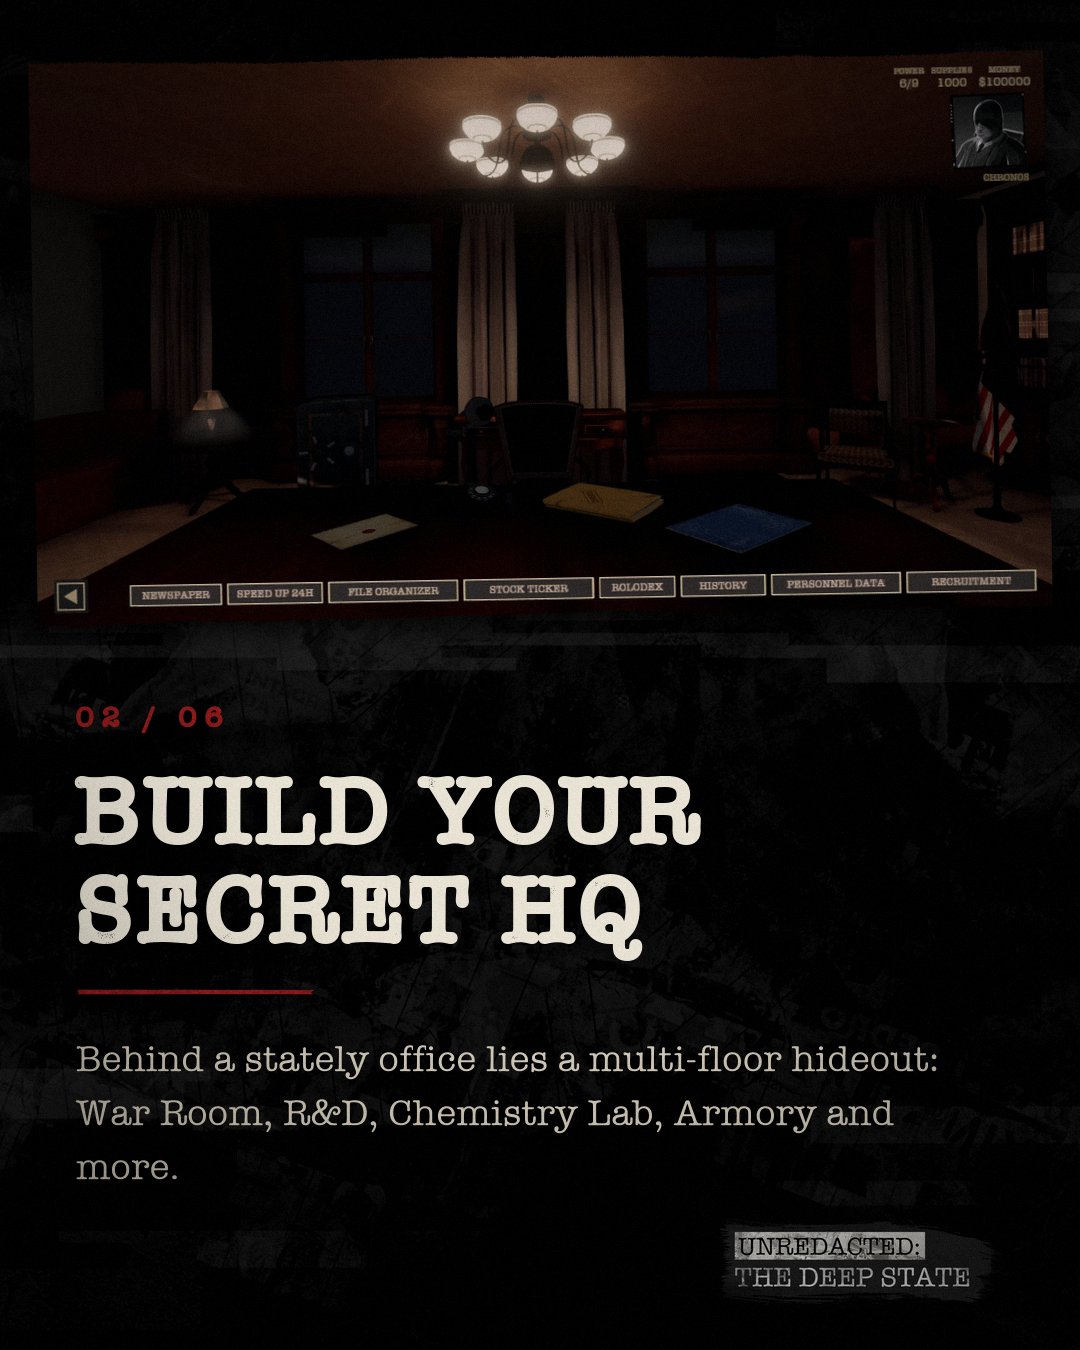 POWER SUPPLIES MONEY
6/9 1000 $100000
CHRONOS
NEWSPAPER SPEED UP 24H FILE ORGANIZER STOCK TICKER ROLODEX HISTORY PERSONNEL DATA RECRUITMENT
02 / 06
BUILD YOUR
SECRET HQ
Behind a stately office lies a multi-floor hideout:
War Room, R&D, Chemistry Lab, Armory and
more.
UNREDACTED:
THE DEEP STATE